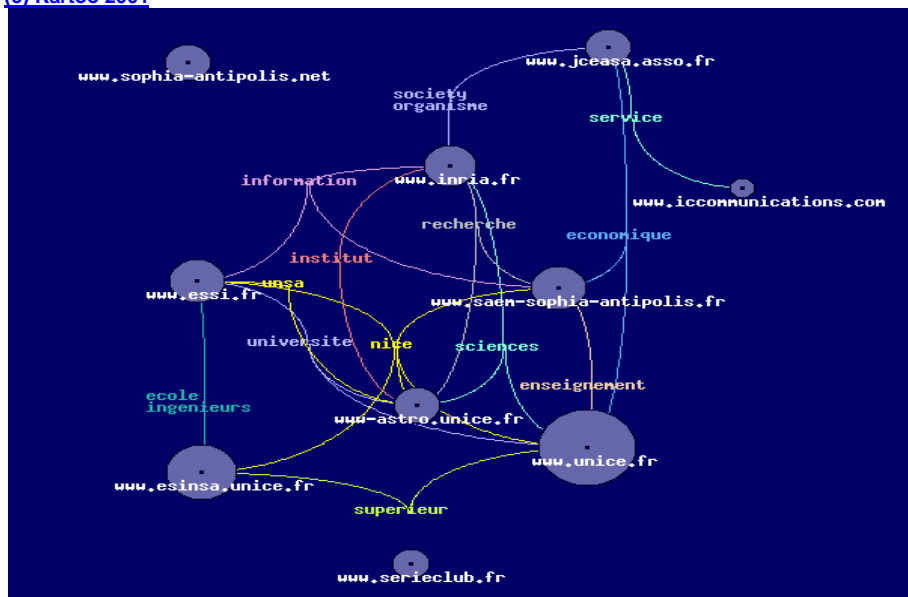 (c) Kartoo 2001
www.sophia-antipolis.net
www.jceasa.asso.fr
society
organisme
service
information
www.inria.fr
www.iccommunications.com
recherche
economique
institut
unsa
www.essi.fr
www.saem-sophia-antipolis.fr
universite
nice
sciences
enseignement
ecole
ingenieurs
www-astro.unice.fr
www.unice.fr
www.esinsa.unice.fr
superieur
www.serieclub.fr